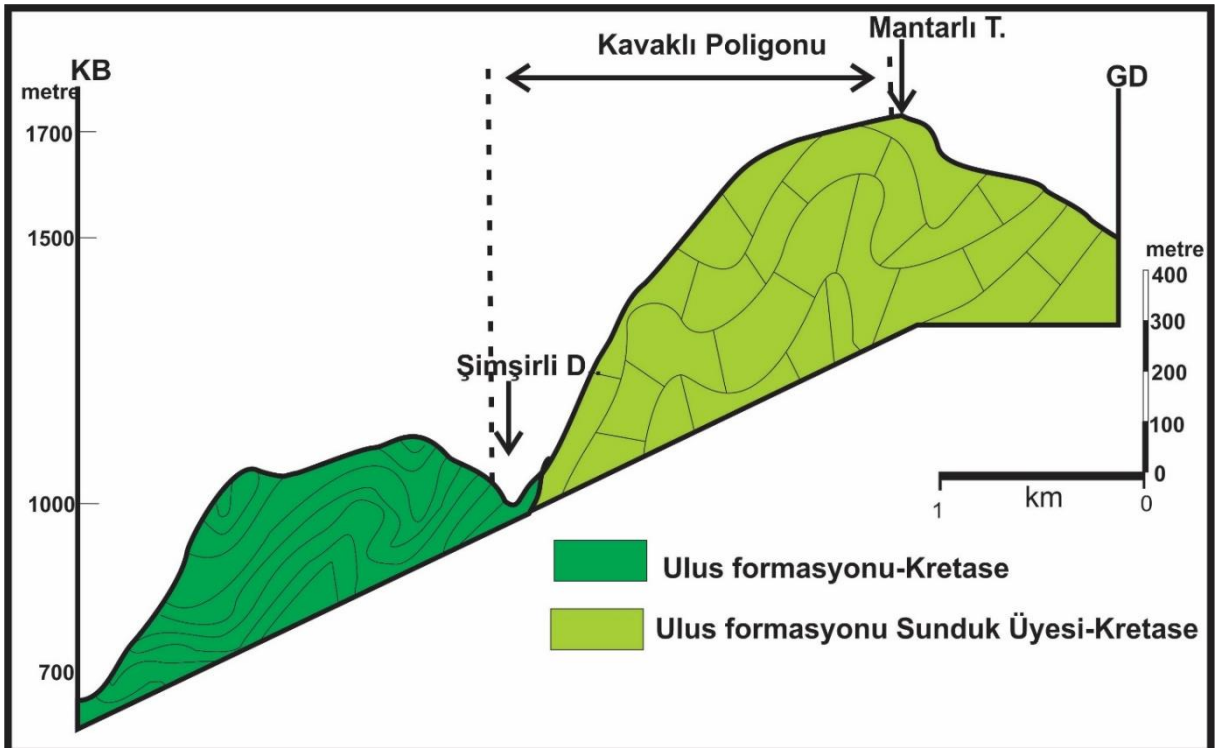 Mantarlı T.
Kavaklı Poligonu
KB
GD
metre
1700
1500
metre
400
300
200
100
0
Şimşirli D..
1000
km
1
0
Ulus formasyonu-Kretase
Ulus formasyonu Sunduk Üyesi-Kretase
700